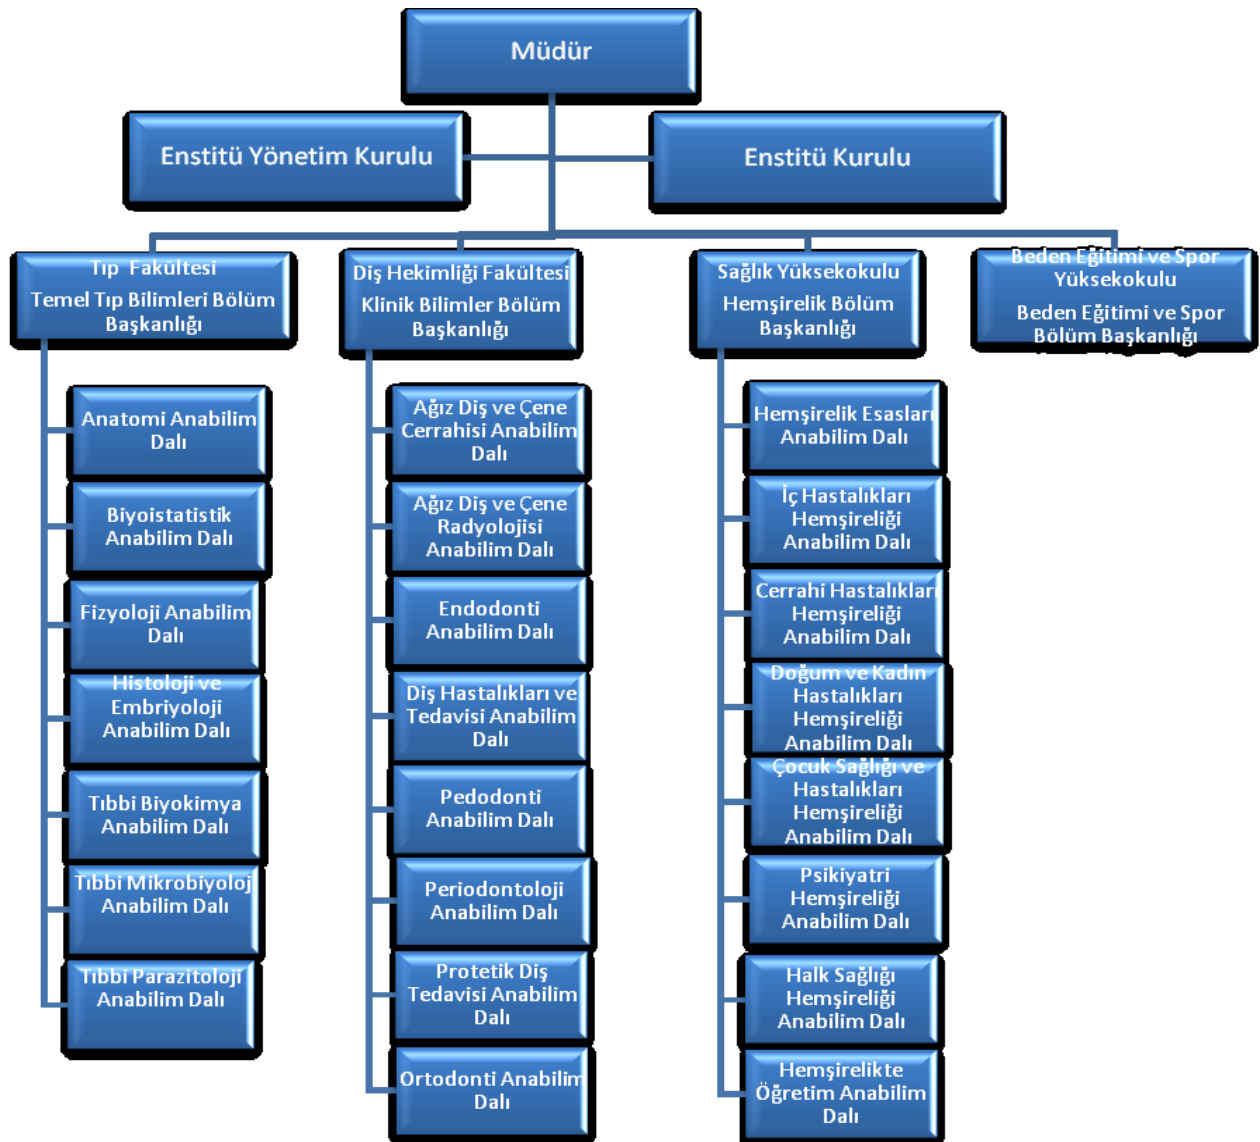 Müdür
Enstitü Yönetim Kurulu
Enstitü Kurulu
Tıp Fakültesi
Temel Tıp Bilimleri Bölüm
Başkanlığı
Anatomi Anabilim
Dalı
Biyoistatistik
Anabilim Dalı
Fizyoloji Anabilim
Dalı
Histoloji ve
Embriyoloji
Anabilim Dalı
Tıbbi Biyokimya
Anabilim Dalı
Tıbbi Mikrobiyoloj
Anabilim Dalı
Tıbbi Parazitoloji
Anabilim Dalı
Diş Hekimliği Fakültesi
Klinik Bilimler Bölüm
Başkanlığı
Ağız Diş ve Çene
Cerrahisi Anabilim
Dalı
Ağız Diş ve Çene
Radyolojisi
Anabilim Dalı
Endodonti
Anabilim Dalı
Diş Hastalıkları ve
Tedavisi Anabilim
Dalı
Pedodonti
Anabilim Dalı
Periodontoloji
Anabilim Dalı
Protetik Diş
Tedavisi Anabilim
Dalı
Ortodonti Anabilim
Dalı
Sağlık Yüksekokulu
Hemşirelik Bölüm
Başkanlığı
Hemşirelik Esasları
Anabilim Dalı
İç Hastalıkları
Hemşireliği
Anabilim Dalı
Cerrahi Hastalıkları
Hemşireliği
Anabilim Dalı
Doğum ve Kadın
Hastalıkları
Hemşireliği
Anabilim Dalı
Çocuk Sağlığı ve
Hastalıkları
Hemşireliği
Anabilim Dalı
Psikiyatri
Hemşireliği
Anabilim Dalı
Halk Sağlığı
Hemşireliği
Anabilim Dalı
Hemşirelikte
Öğretim Anabilim
Dalı
Beden Eğitimi ve Spor
Yüksekokulu
Beden Eğitimi ve Spor
Bölüm Başkanlığı